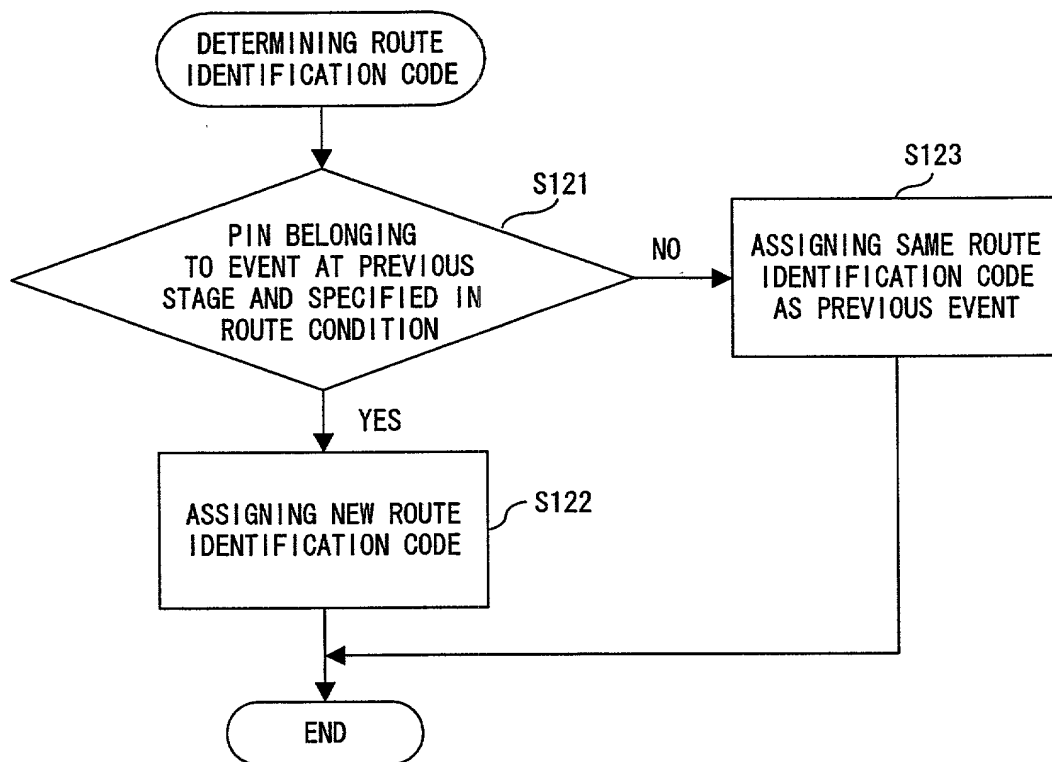 DETERMINING ROUTE
IDENTIFICATION CODE
S121
PIN BELONGING
TO EVENT AT PREVIOUS
STAGE AND SPECIFIED IN
ROUTE CONDITION
NO
S123
ASSIGNING SAME ROUTE
IDENTIFICATION CODE
AS PREVIOUS EVENT
YES
ASSIGNING NEW ROUTE
IDENTIFICATION CODE
S122
END